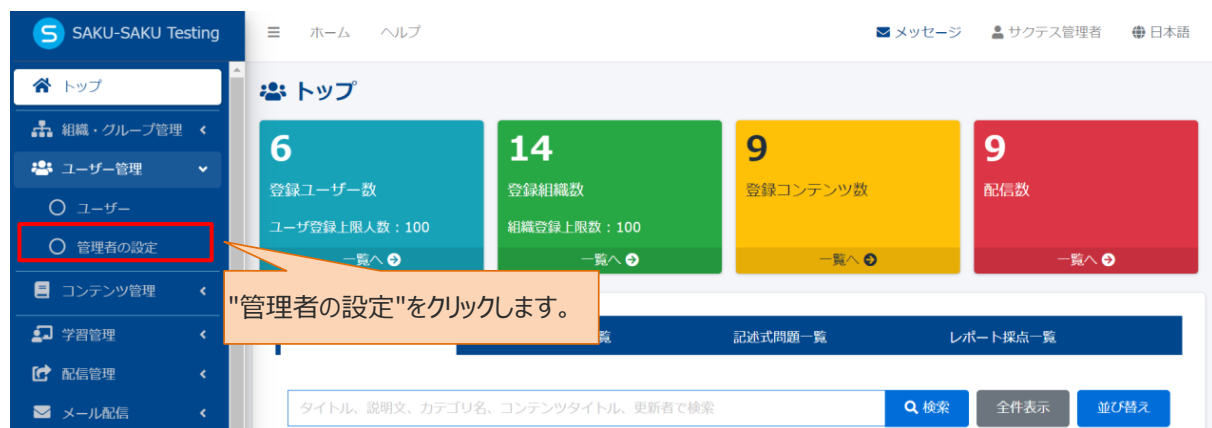 SAKU-SAKU Testing
ホーム ヘルプ
メッセージ サクテス管理者 日本語
トップ
組織・グループ管理
ユーザー管理
ユーザー
管理者の設定
コンテンツ管理
学習管理
配信管理
メール配信
トップ
6
登録ユーザー数
ユーザ登録上限人数：100
一覧へ
14
登録組織数
組織登録上限数：100
一覧へ
9
登録コンテンツ数
一覧へ
9
配信数
一覧へ
"管理者の設定"をクリックします。
覧 記述式問題一覧 レポート採点一覧
タイトル、説明文、カテゴリ名、コンテンツタイトル、更新者で検索 検索 全件表示 並び替え